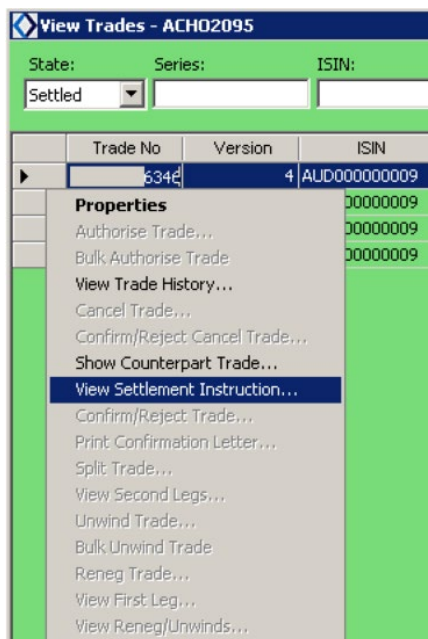 View Trades - ACHO2095
State: Series: ISIN:
Settled
Trade No Version ISIN
6346 4 AUD000000009
Properties 00000009
Authorise Trade...
Bulk Authorise Trade 00000009
View Trade History... 00000009
Cancel Trade...
Confirm/Reject Cancel Trade...
Show Counterpart Trade...
View Settlement Instruction...
Confirm/Reject Trade...
Print Confirmation Letter...
Split Trade...
View Second Legs...
Unwind Trade...
Bulk Unwind Trade
Reneg Trade...
View First Leg...
View Reneg/Unwinds...